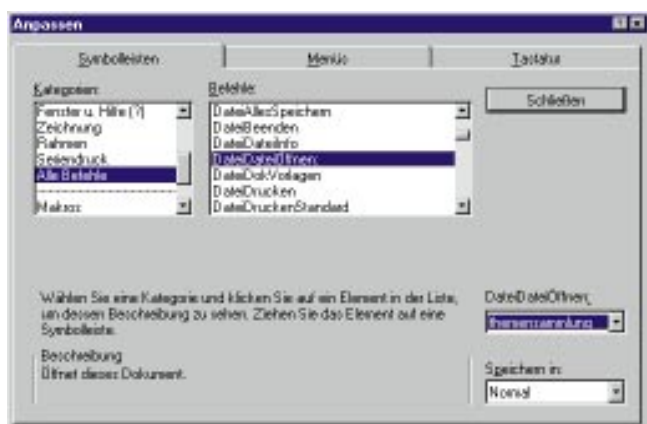 Anpassen
Symbolleisten
Menüs
Tastatur
Kategorien:
Fenster u. Hilfe (?)
Zeichnung
Rahmen
Seriendruck
Alle Befehle
Makros
Befehle:
DateiAllesSpeichern
DateiBeenden
DateiDateiInfo
DateiDateiÖffnen:
DateiDokVorlagen
DateiDrucken
DateiDruckenStandard
Schließen
Wählen Sie eine Kategorie und klicken Sie auf ein Element in der Liste,
um dessen Beschreibung zu sehen. Ziehen Sie das Element auf eine
Symbolleiste.
DateiDateiÖffnen:
themensammlung
Beschreibung
Öffnet dieses Dokument.
Speichern in:
Normal